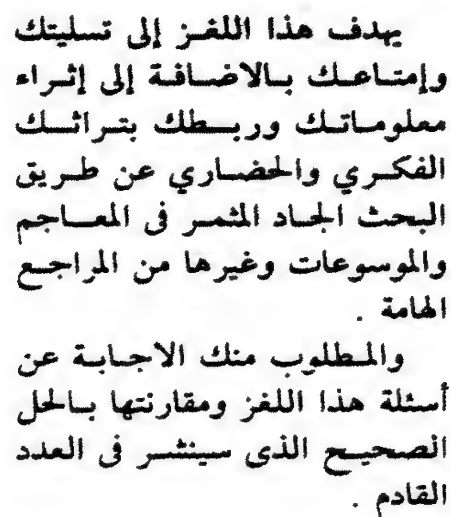 يهدف هذا اللغز إلى تسليتك
وإمتاعك بالاضافة إلى إثراء
معلوماتك وربطك بتراثك
الفكري والحضاري عن طريق
البحث الجاد المثمر فى المعاجم
والموسوعات وغيرها من المراجع
الهامة .
والمطلوب منك الاجابة عن
أسئلة هذا اللغز ومقارنتها بالحل
الصحيح الذى سينشر فى العدد
القادم .